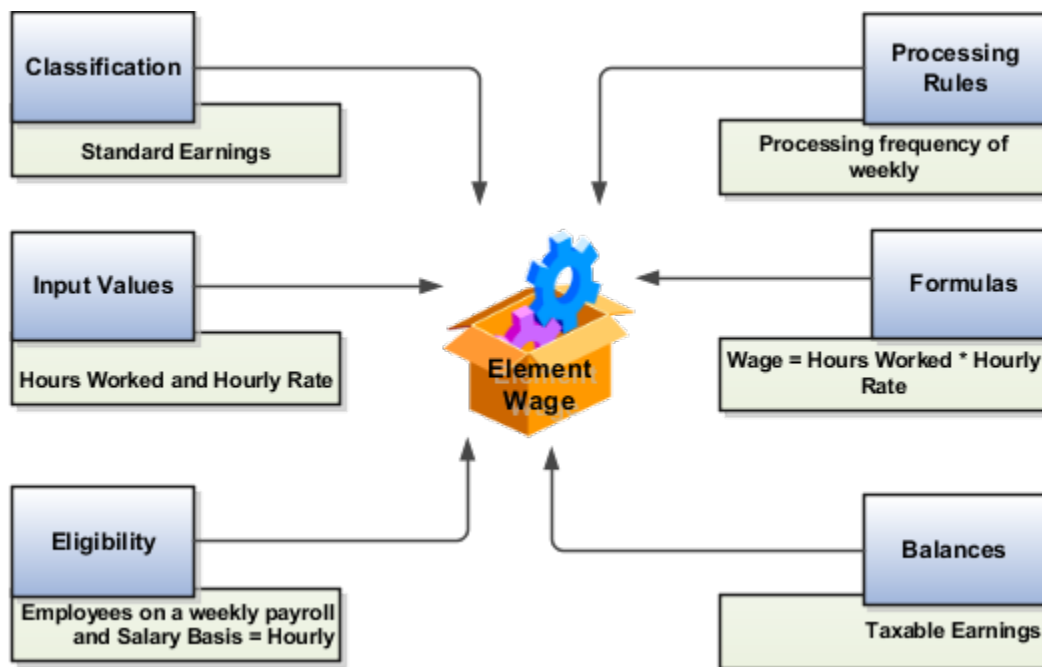 Classification
Standard Earnings
Input Values
Hours Worked and Hourly Rate
Eligibility
Employees on a weekly payroll
and Salary Basis = Hourly
Element
Wage
Processing
Rules
Processing frequency of
weekly
Formulas
Wage = Hours Worked * Hourly
Rate
Balances
Taxable Earnings